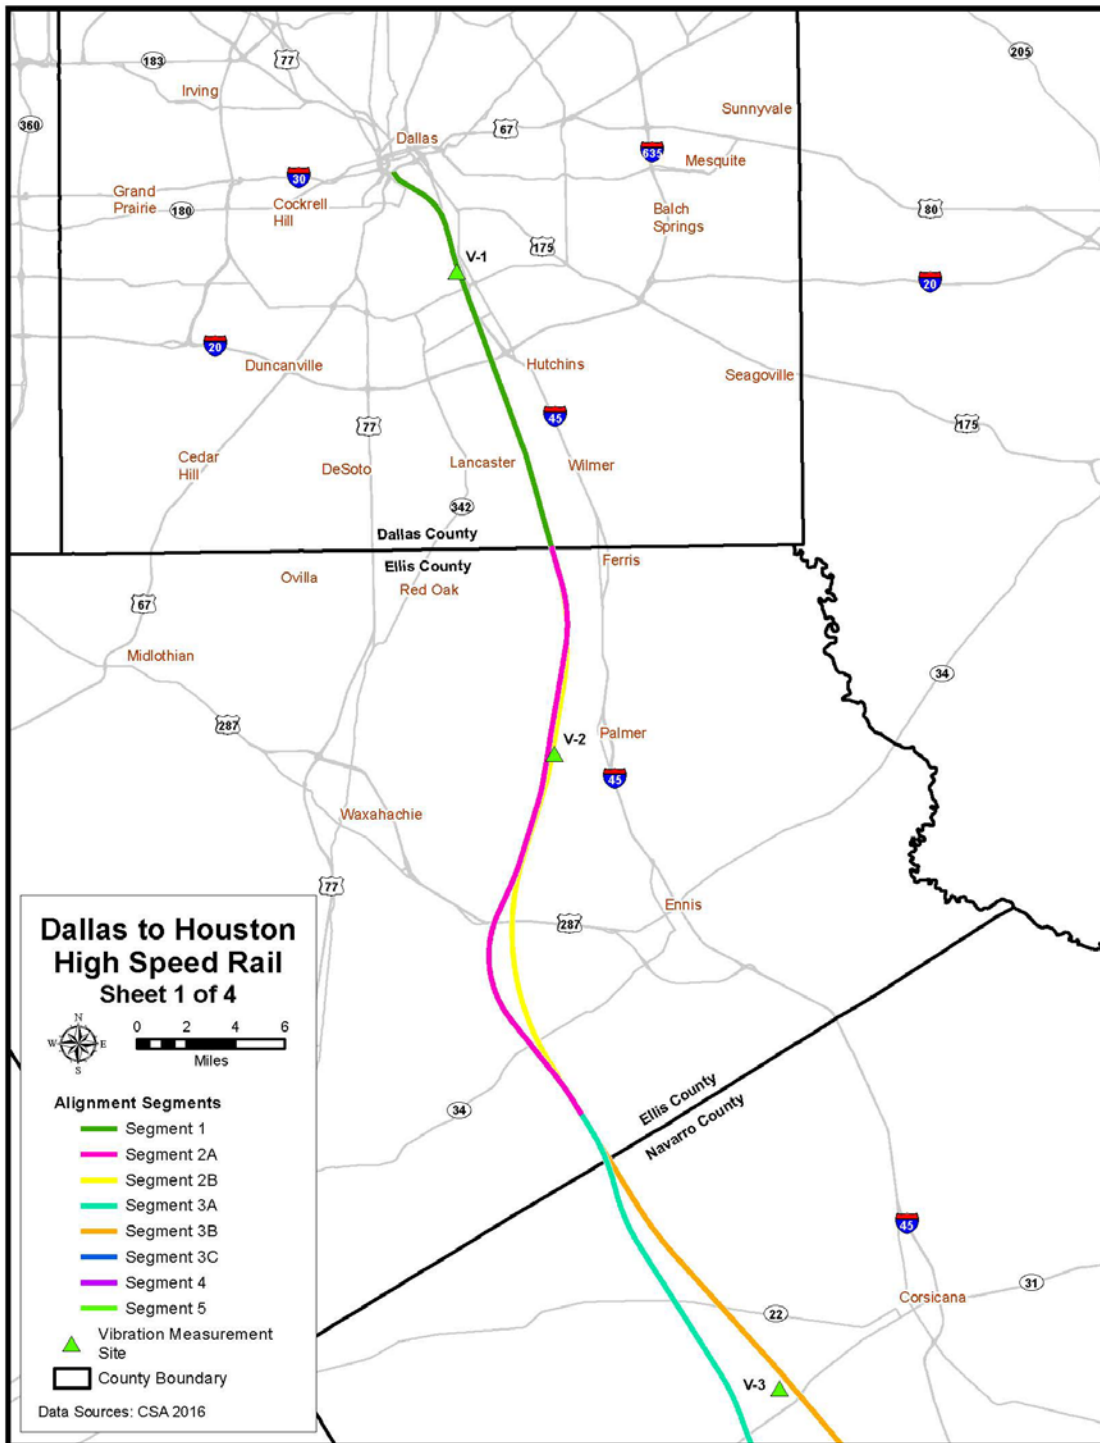 205
183
77
Irving
Sunnyvale
360
Dallas
67
635
Mesquite
30
Grand
Prairie
180
Cockrell
Hill
Balch
Springs
80
175
V-1
20
20
Duncanville
Hutchins
Seagoville
45
77
175
Cedar
Hill
DeSoto
Lancaster
Wilmer
342
Dallas County
Ellis County
Ferris
Ovilla
Red Oak
67
Midlothian
34
287
V-2
Palmer
45
Waxahachie
77
Ennis
287
Dallas to Houston
High Speed Rail
Sheet 1 of 4
N
W
E
S
0 2 4 6
Miles
34
Ellis County
Navarro County
Alignment Segments
Segment 1
Segment 2A
Segment 2B
Segment 3A
Segment 3B
Segment 3C
Segment 4
Segment 5
Vibration Measurement
Site
County Boundary
Data Sources: CSA 2016
45
31
Corsicana
22
V-3